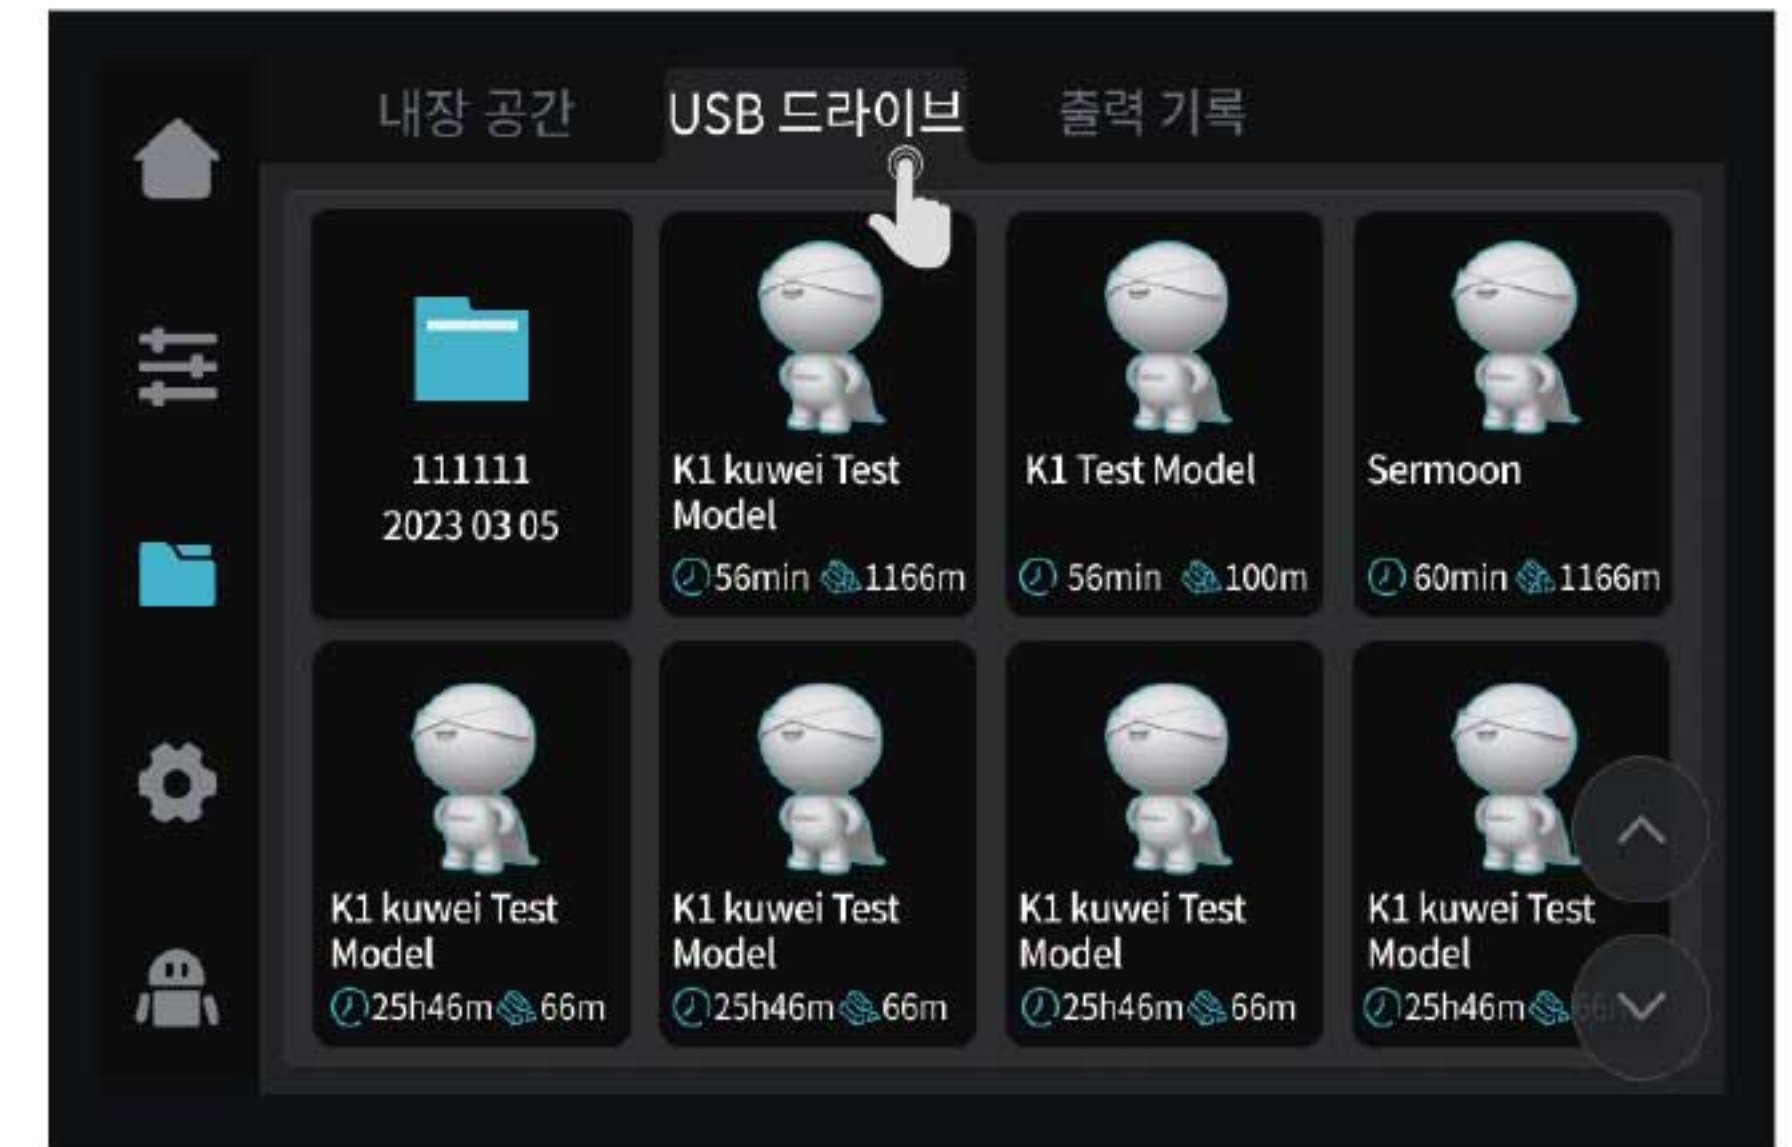 내장 공간 USB 드라이브 출력 기록
111111
2023 03 05
K1 kuwei Test
Model
56min 1166m
K1 Test Model
56min 100m
Sermoon
60min 1166m
K1 kuwei Test
Model
25h46m 66m
K1 kuwei Test
Model
25h46m 66m
K1 kuwei Test
Model
25h46m 66m
K1 kuwei Test
Model
25h46m